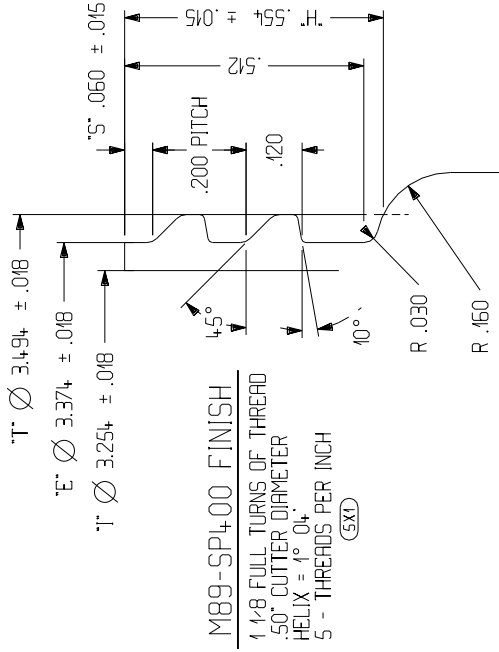 "T" Ø 3.494 ± .018
"E" Ø 3.374 ± .018
"I" Ø 3.254 ± .018
"S" .060 ± .015
.200 PITCH
.120
.512
"H" .554 ± .015
45°
10°
R .030
R .160
M89-SP400 FINISH
1 1/8 FULL TURNS OF THREAD
.50" CUTTER DIAMETER
HELIX = 1° 04'
5 - THREADS PER INCH
5X1